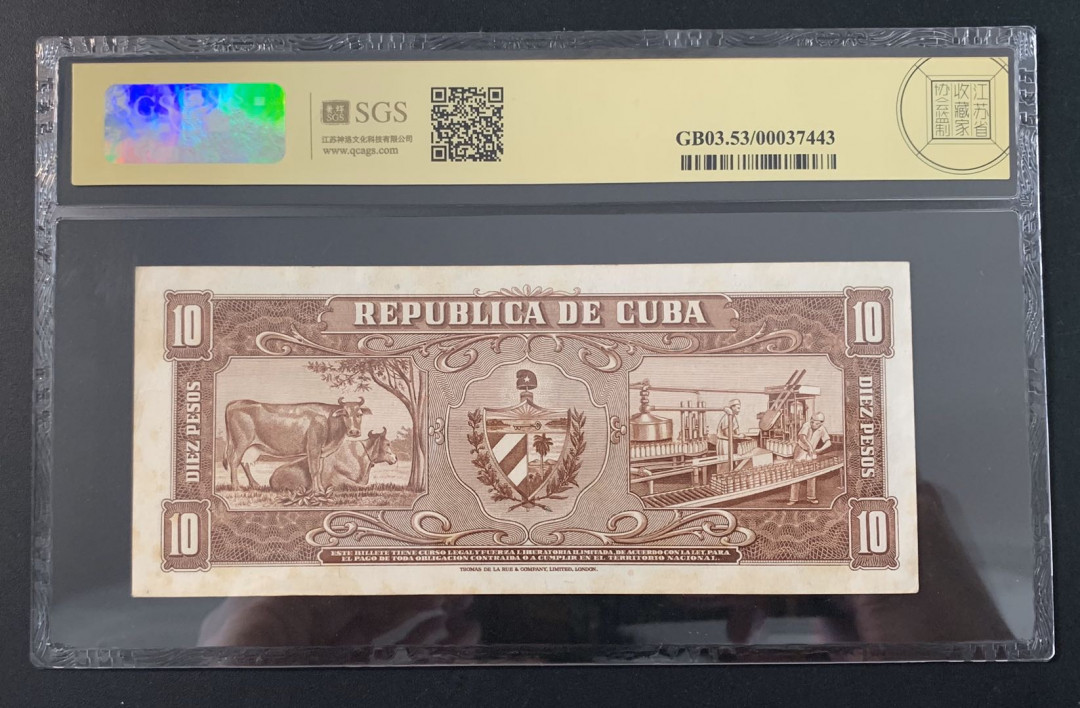 SGS
SGS
江苏神洛文化科技有限公司
www.qcags.com
GB03.53/00037443
江苏省
收藏家
协会制
REPUBLICA DE CUBA
10
10
DIEZ PESOS
DIEZ PESOS
10
10
ESTE BILLETE TIENE CURSO LEGAL Y FUERZA LIBERATORIA ILIMITADA, DE ACUERDO CON LA LEY, PARA
EL PAGO DE TODA OBLIGACION CONTRAIDA O A CUMPLIR EN EL TERRITORIO NACIONAL.
THOMAS DE LA RUE & COMPANY, LIMITED, LONDON.